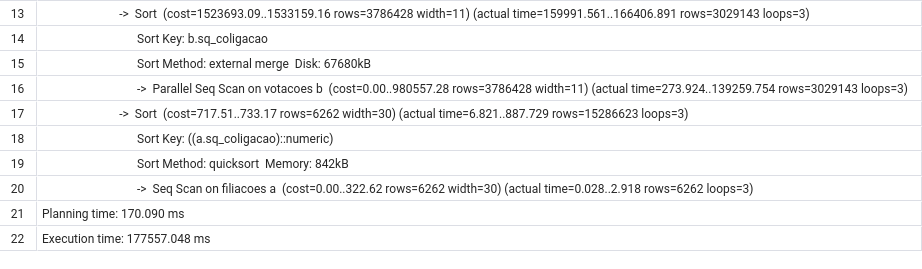 13 -> Sort (cost=1523693.09..1533159.16 rows=3786428 width=11) (actual time=159991.561..166406.891 rows=3029143 loops=3)
14 Sort Key: b.sq_coligacao
15 Sort Method: external merge Disk: 67680kB
16 -> Parallel Seq Scan on votacoes b (cost=0.00..980557.28 rows=3786428 width=11) (actual time=273.924..139259.754 rows=3029143 loops=3)
17 -> Sort (cost=717.51..733.17 rows=6262 width=30) (actual time=6.821..887.729 rows=15286623 loops=3)
18 Sort Key: ((a.sq_coligacao)::numeric)
19 Sort Method: quicksort Memory: 842kB
20 -> Seq Scan on filiacoes a (cost=0.00..322.62 rows=6262 width=30) (actual time=0.028..2.918 rows=6262 loops=3)
21 Planning time: 170.090 ms
22 Execution time: 177557.048 ms